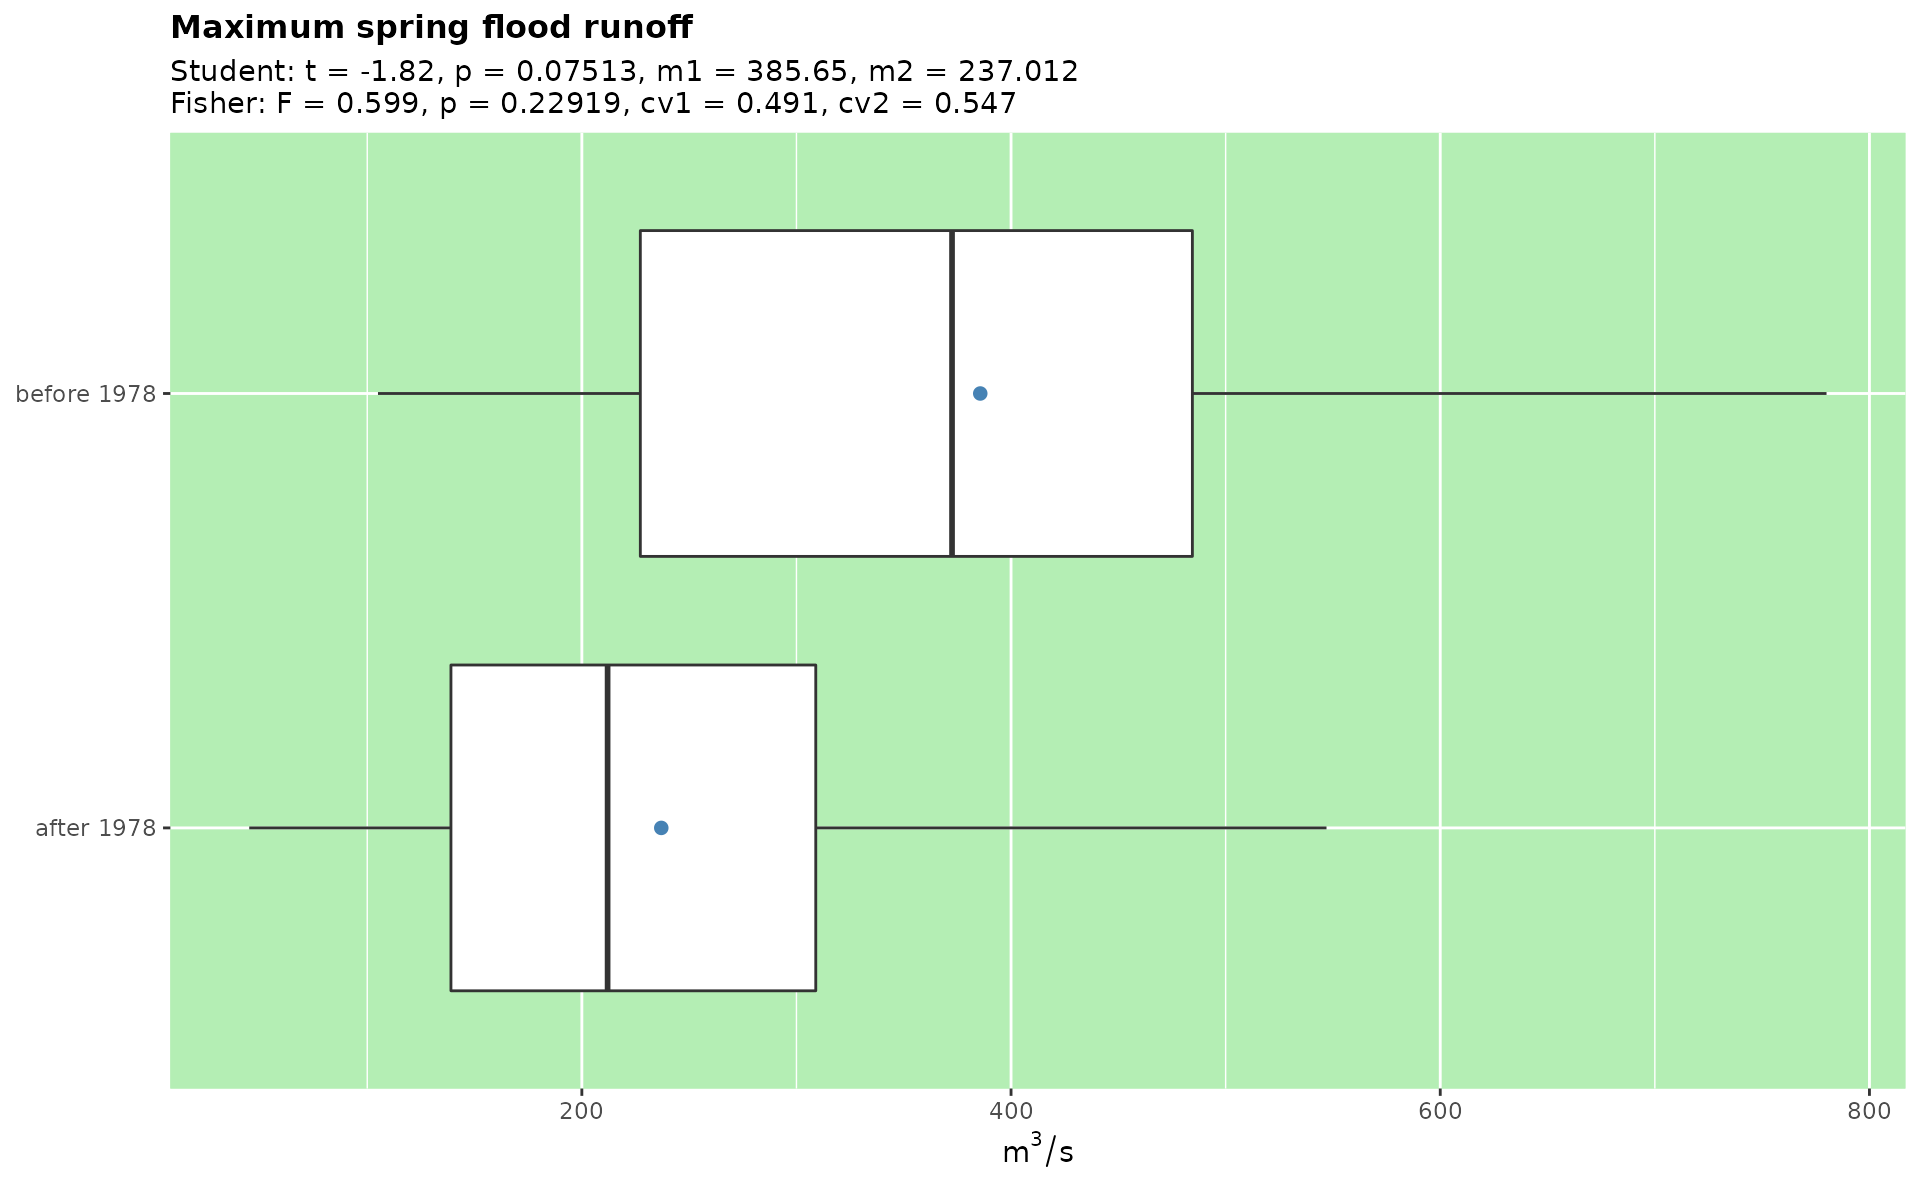 Maximum spring flood runoff
Student: t = -1.82, p = 0.07513, m1 = 385.65, m2 = 237.012
Fisher: F = 0.599, p = 0.22919, cv1 = 0.491, cv2 = 0.547
before 1978
after 1978
200 400 600 800
m³/s